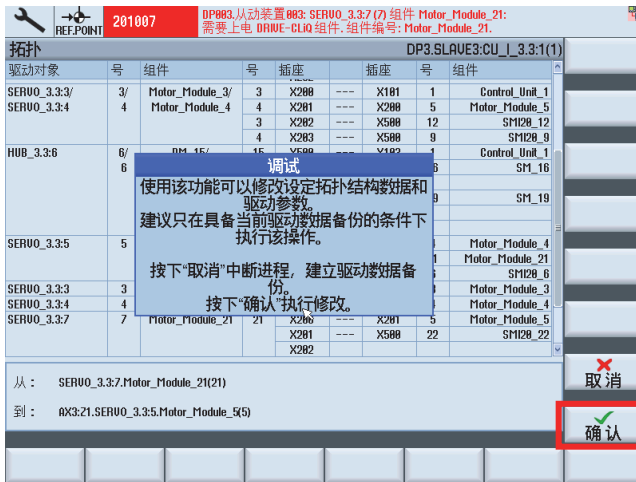 REF.POINT
201007
DP003.从动装置003: SERVO_3.3:7 (7) 组件 Motor_Module_21:
需要上电 DRIVE-CLiQ 组件. 组件编号: Motor_Module_21.
拓扑 DP3.SLAVE3:CU_I_3.3:1(1)
驱动对象 号 组件 号 插座 插座 号 组件
SERVO_3.3:3/ 3/ Motor_Module_3/ 3 X200 --- X101 1 Control_Unit_1
SERVO_3.3:4 4 Motor_Module_4 4 X201 --- X200 5 Motor_Module_5
3 X202 --- X500 12 SMI20_12
4 X203 --- X500 9 SMI20_9
HUB_3.3:6 6/ DM_15/ 15 X500 --- X103 1 Control_Unit_1
6 SM_16
SM_19
SERVO_3.3:5 5 Motor_Module_4
Motor_Module_21
SMI20_6
SERVO_3.3:3 3 Motor_Module_3
SERVO_3.3:4 4 Motor_Module_4
SERVO_3.3:7 7 Motor_Module_21 21 X200 --- X201 5 Motor_Module_5
X201 --- X500 22 SMI20_22
X202
调试
使用该功能可以修改设定拓扑结构数据和
驱动参数。
建议只在具备当前驱动数据备份的条件下
执行该操作。
按下“取消”中断进程，建立驱动数据备
份。
按下“确认”执行修改。
从： SERVO_3.3:7.Motor_Module_21(21)
到： AX3:Z1.SERVO_3.3:5.Motor_Module_5(5)
取消
确认